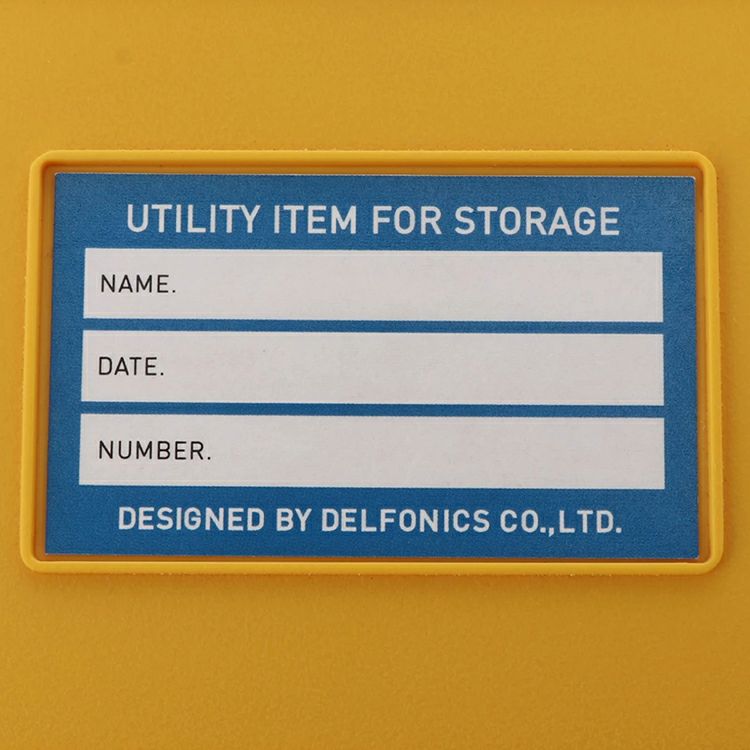 UTILITY ITEM FOR STORAGE
NAME.
DATE.
NUMBER.
DESIGNED BY DELFONICS CO.,LTD.